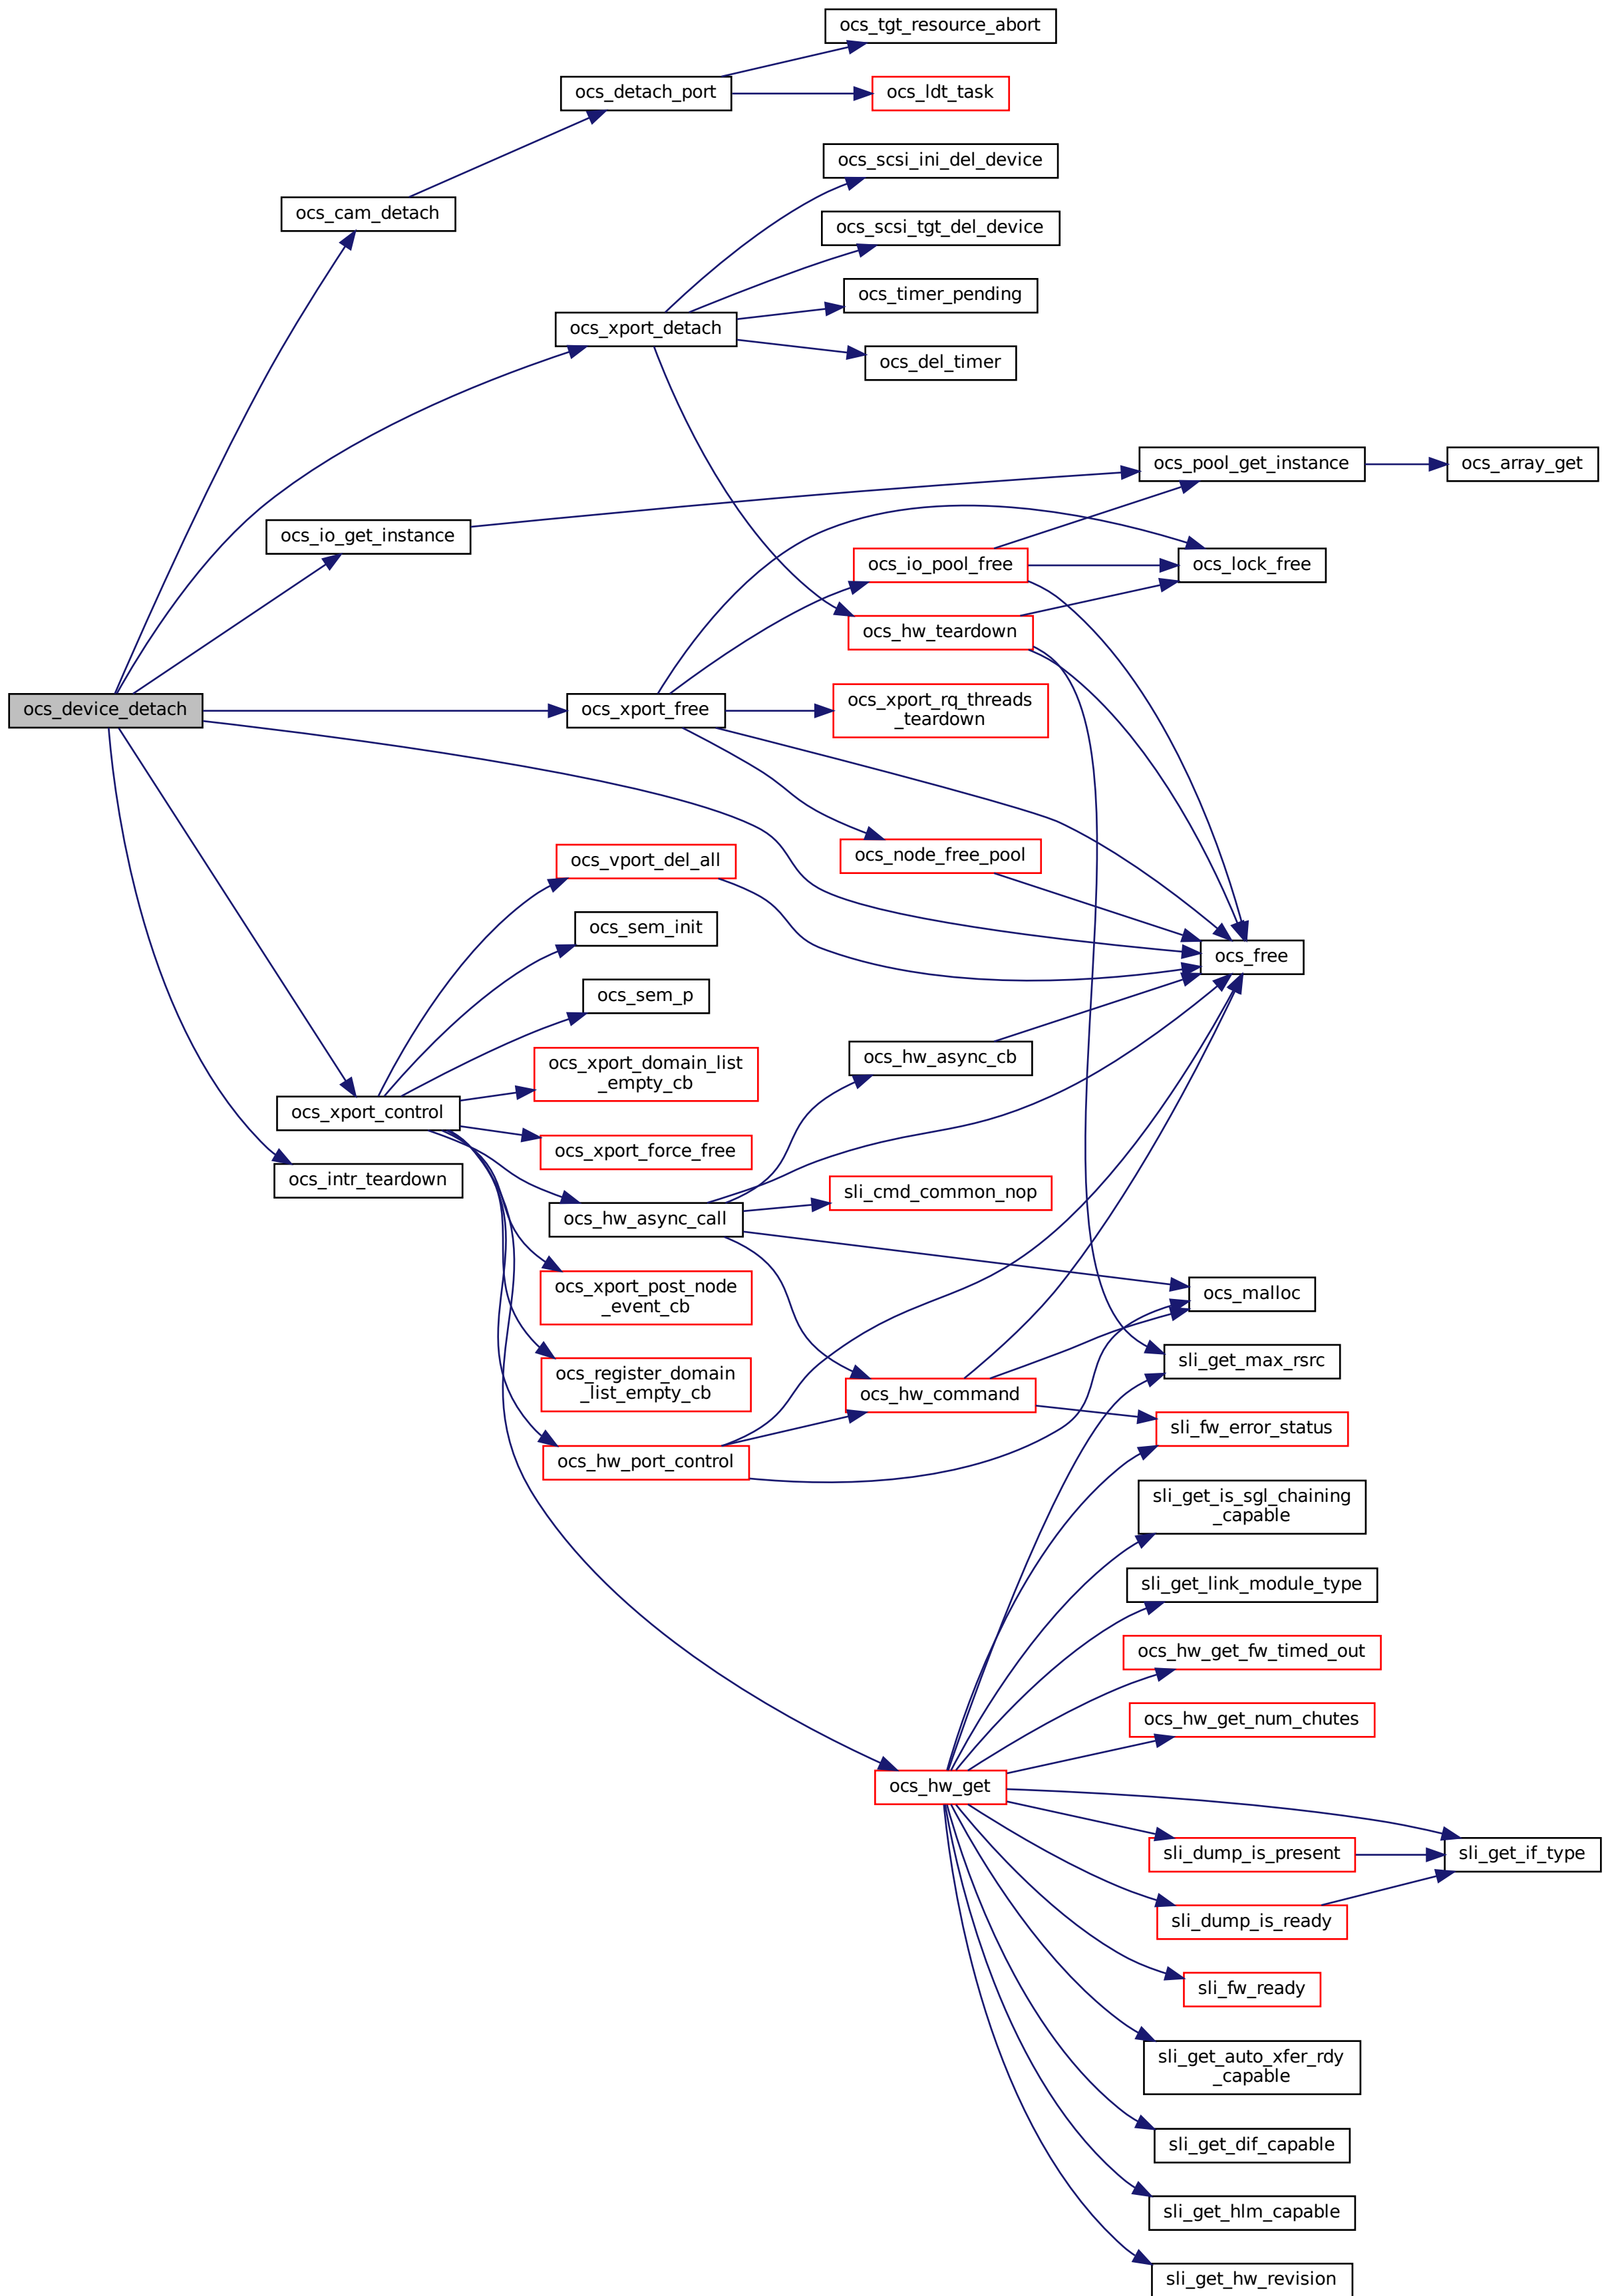 ocs_tgt_resource_abort
ocs_detach_port
ocs_ldt_task
ocs_scsi_ini_del_device
ocs_cam_detach
ocs_scsi_tgt_del_device
ocs_timer_pending
ocs_xport_detach
ocs_del_timer
ocs_pool_get_instance
ocs_array_get
ocs_io_get_instance
ocs_io_pool_free
ocs_lock_free
ocs_hw_teardown
ocs_device_detach
ocs_xport_free
ocs_xport_rq_threads
_teardown
ocs_vport_del_all
ocs_node_free_pool
ocs_sem_init
ocs_free
ocs_sem_p
ocs_hw_async_cb
ocs_xport_domain_list
_empty_cb
ocs_xport_control
ocs_xport_force_free
ocs_intr_teardown
sli_cmd_common_nop
ocs_hw_async_call
ocs_xport_post_node
_event_cb
ocs_malloc
sli_get_max_rsrc
ocs_register_domain
_list_empty_cb
ocs_hw_command
sli_fw_error_status
ocs_hw_port_control
sli_get_is_sgl_chaining
_capable
sli_get_link_module_type
ocs_hw_get_fw_timed_out
ocs_hw_get_num_chutes
ocs_hw_get
sli_dump_is_present
sli_get_if_type
sli_dump_is_ready
sli_fw_ready
sli_get_auto_xfer_rdy
_capable
sli_get_dif_capable
sli_get_hlm_capable
sli_get_hw_revision